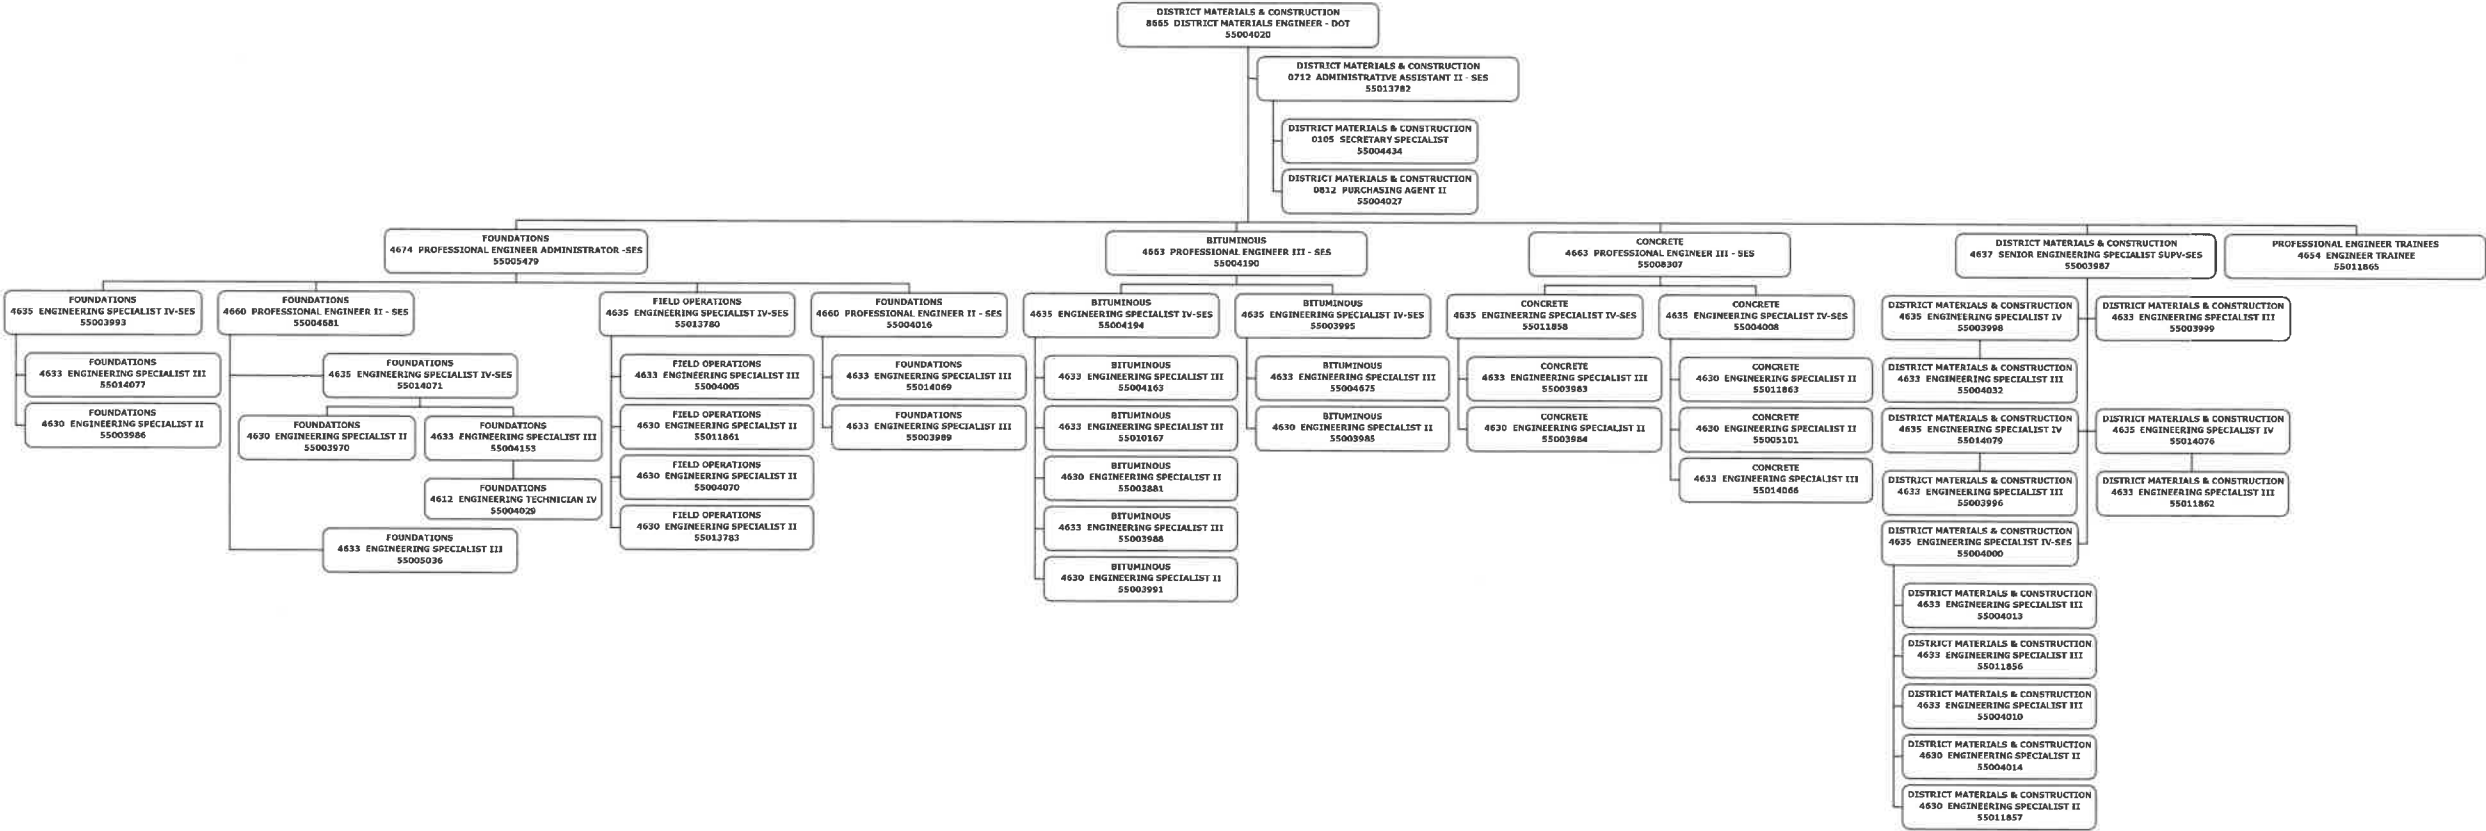 DISTRICT MATERIALS & CONSTRUCTION
8665 DISTRICT MATERIALS ENGINEER - DOT
55004020
DISTRICT MATERIALS & CONSTRUCTION
0712 ADMINISTRATIVE ASSISTANT II - SES
55013782
DISTRICT MATERIALS & CONSTRUCTION
0105 SECRETARY SPECIALIST
55004434
DISTRICT MATERIALS & CONSTRUCTION
0812 PURCHASING AGENT II
55004027
FOUNDATIONS
4674 PROFESSIONAL ENGINEER ADMINISTRATOR -SES
55005479
BITUMINOUS
4663 PROFESSIONAL ENGINEER III - SES
55004190
CONCRETE
4663 PROFESSIONAL ENGINEER III - SES
55008307
DISTRICT MATERIALS & CONSTRUCTION
4637 SENIOR ENGINEERING SPECIALIST SUPV-SES
55003987
PROFESSIONAL ENGINEER TRAINEES
4654 ENGINEER TRAINEE
55011865
FOUNDATIONS
4635 ENGINEERING SPECIALIST IV-SES
55003993
FOUNDATIONS
4633 ENGINEERING SPECIALIST III
55014077
FOUNDATIONS
4630 ENGINEERING SPECIALIST II
55003986
FOUNDATIONS
4660 PROFESSIONAL ENGINEER II - SES
55004681
FOUNDATIONS
4635 ENGINEERING SPECIALIST IV-SES
55014071
FOUNDATIONS
4630 ENGINEERING SPECIALIST II
55003970
FOUNDATIONS
4633 ENGINEERING SPECIALIST III
55004153
FOUNDATIONS
4612 ENGINEERING TECHNICIAN IV
55004029
FOUNDATIONS
4633 ENGINEERING SPECIALIST III
55005036
FIELD OPERATIONS
4635 ENGINEERING SPECIALIST IV-SES
55013780
FIELD OPERATIONS
4633 ENGINEERING SPECIALIST III
55004005
FIELD OPERATIONS
4630 ENGINEERING SPECIALIST II
55011861
FIELD OPERATIONS
4630 ENGINEERING SPECIALIST II
55004070
FIELD OPERATIONS
4630 ENGINEERING SPECIALIST II
55013783
FOUNDATIONS
4660 PROFESSIONAL ENGINEER II - SES
55004016
FOUNDATIONS
4633 ENGINEERING SPECIALIST III
55014069
FOUNDATIONS
4633 ENGINEERING SPECIALIST III
55003989
BITUMINOUS
4635 ENGINEERING SPECIALIST IV-SES
55004194
BITUMINOUS
4633 ENGINEERING SPECIALIST III
55004163
BITUMINOUS
4633 ENGINEERING SPECIALIST III
55010167
BITUMINOUS
4630 ENGINEERING SPECIALIST II
55003881
BITUMINOUS
4633 ENGINEERING SPECIALIST III
55003988
BITUMINOUS
4630 ENGINEERING SPECIALIST II
55003991
BITUMINOUS
4635 ENGINEERING SPECIALIST IV-SES
55003995
BITUMINOUS
4633 ENGINEERING SPECIALIST III
55004675
BITUMINOUS
4630 ENGINEERING SPECIALIST II
55003985
CONCRETE
4635 ENGINEERING SPECIALIST IV-SES
55011858
CONCRETE
4633 ENGINEERING SPECIALIST III
55003983
CONCRETE
4630 ENGINEERING SPECIALIST II
55003984
CONCRETE
4635 ENGINEERING SPECIALIST IV-SES
55004008
CONCRETE
4630 ENGINEERING SPECIALIST II
55011863
CONCRETE
4630 ENGINEERING SPECIALIST II
55005101
CONCRETE
4633 ENGINEERING SPECIALIST III
55014066
DISTRICT MATERIALS & CONSTRUCTION
4635 ENGINEERING SPECIALIST IV
55003998
DISTRICT MATERIALS & CONSTRUCTION
4633 ENGINEERING SPECIALIST III
55003999
DISTRICT MATERIALS & CONSTRUCTION
4633 ENGINEERING SPECIALIST III
55004032
DISTRICT MATERIALS & CONSTRUCTION
4635 ENGINEERING SPECIALIST IV
55014079
DISTRICT MATERIALS & CONSTRUCTION
4635 ENGINEERING SPECIALIST IV
55014076
DISTRICT MATERIALS & CONSTRUCTION
4633 ENGINEERING SPECIALIST III
55003996
DISTRICT MATERIALS & CONSTRUCTION
4633 ENGINEERING SPECIALIST III
55011862
DISTRICT MATERIALS & CONSTRUCTION
4635 ENGINEERING SPECIALIST IV-SES
55004000
DISTRICT MATERIALS & CONSTRUCTION
4633 ENGINEERING SPECIALIST III
55004013
DISTRICT MATERIALS & CONSTRUCTION
4633 ENGINEERING SPECIALIST III
55011856
DISTRICT MATERIALS & CONSTRUCTION
4633 ENGINEERING SPECIALIST III
55004010
DISTRICT MATERIALS & CONSTRUCTION
4630 ENGINEERING SPECIALIST II
55004014
DISTRICT MATERIALS & CONSTRUCTION
4630 ENGINEERING SPECIALIST II
55011857